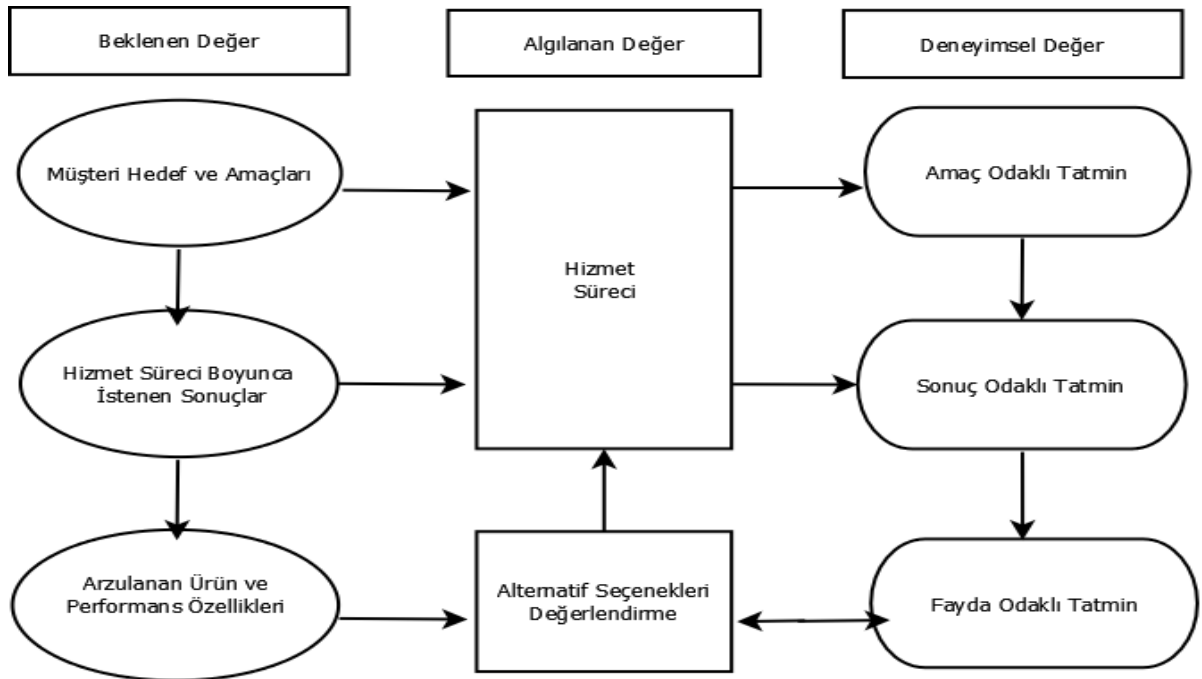 Beklenen Değer
Algılanan Değer
Deneyimsel Değer
Müşteri Hedef ve Amaçları
Hizmet
Süreci
Amaç Odaklı Tatmin
Hizmet Süreci Boyunca
İstenen Sonuçlar
Sonuç Odaklı Tatmin
Arzulanan Ürün ve
Performans Özellikleri
Alternatif Seçenekleri
Değerlendirme
Fayda Odaklı Tatmin